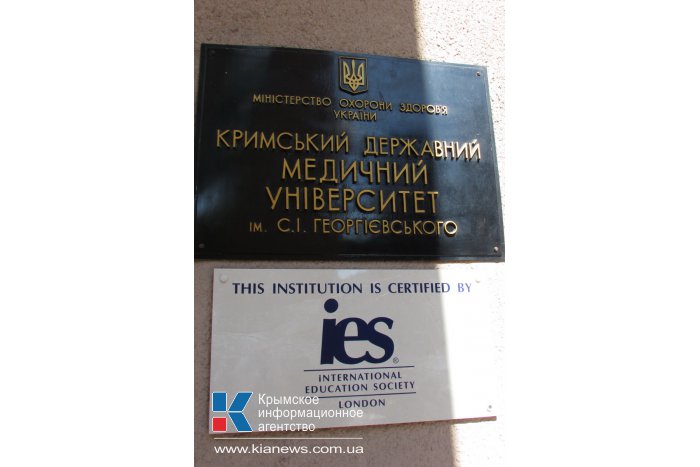 МІНІСТЕРСТВО ОХОРОНИ ЗДОРОВ'Я
УКРАЇНИ
КРИМСЬКИЙ ДЕРЖАВНИЙ
МЕДИЧНИЙ
УНІВЕРСИТЕТ
ІМ. С.І. ГЕОРГІЄВСЬКОГО
THIS INSTITUTION IS CERTIFIED BY
ies®
INTERNATIONAL
EDUCATION SOCIETY
LONDON
Крымское
информационное
агентство
www.kianews.com.ua